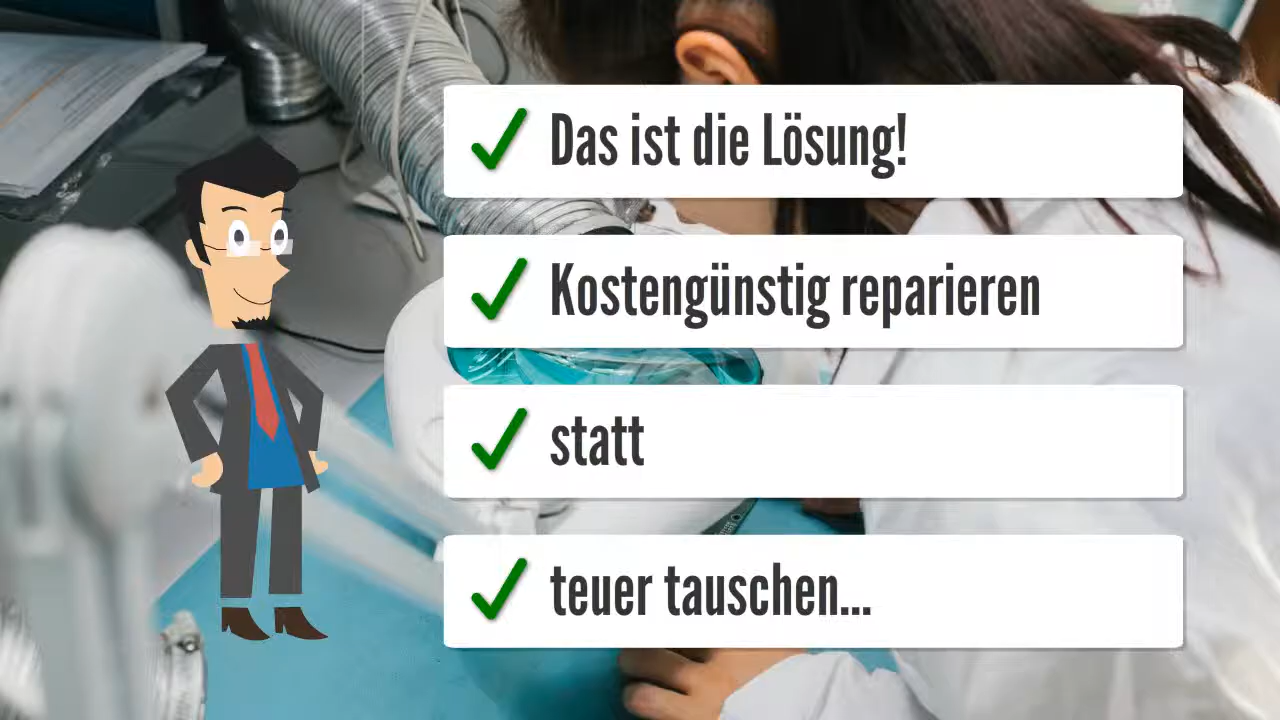 Das ist die Lösung!
Kostengünstig reparieren
statt
teuer tauschen...